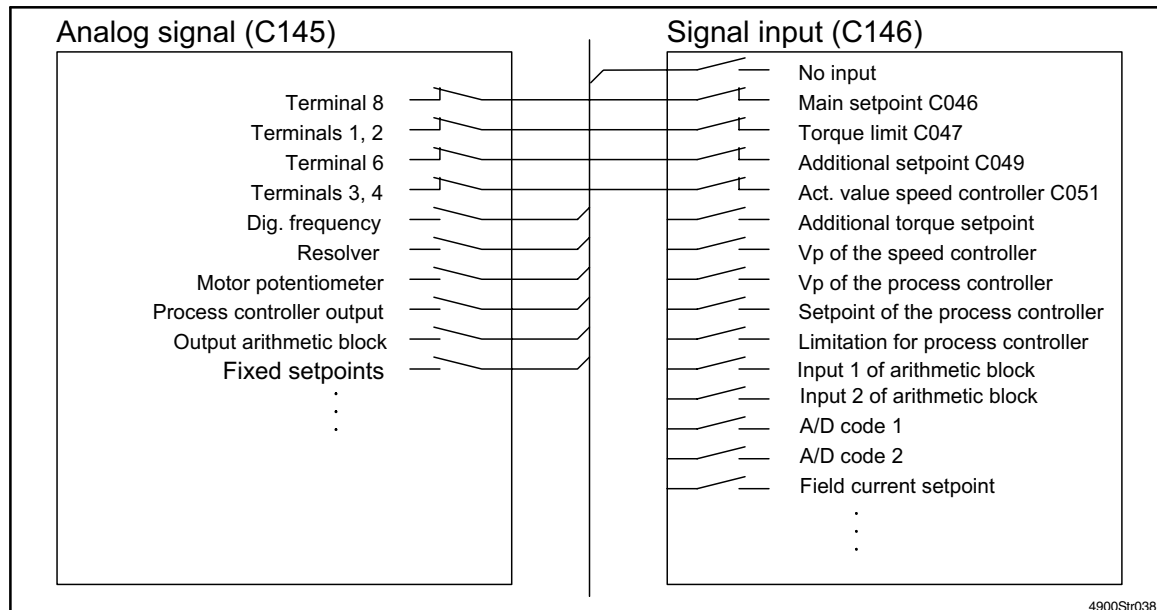 Analog signal (C145)
Terminal 8
Terminals 1, 2
Terminal 6
Terminals 3, 4
Dig. frequency
Resolver
Motor potentiometer
Process controller output
Output arithmetic block
Fixed setpoints
Signal input (C146)
No input
Main setpoint C046
Torque limit C047
Additional setpoint C049
Act. value speed controller C051
Additional torque setpoint
Vp of the speed controller
Vp of the process controller
Setpoint of the process controller
Limitation for process controller
Input 1 of arithmetic block
Input 2 of arithmetic block
A/D code 1
A/D code 2
Field current setpoint
4900Str038